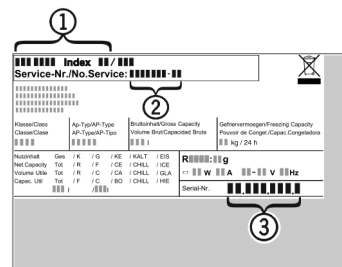 1
Index /
Service-Nr./No.Service: -
2
Klasse/Class
Classe/Clase
Ap-Typ/AP-Type
AP-Type/AP-Tipo
Bruttoinhalt/Gross Capacity
Volume Brut/Capacidad Bruta
l
Gefriervermoegen/Freezing Capacity
Pouvoir de Congel./Capac.Congeladora
kg / 24 h
Nutzinhalt Ges / K / G / KE / KALT / EIS
Net.Capacity Tot / R / F / CE / CHILL / ICE
Volume Utile Tot / R / C / CA / CHILL / GLA
Capac. Util Tot / F / C / BO / CHILL / HIE
l / l
R : g
W A - V Hz
Serial-Nr. . . .
3